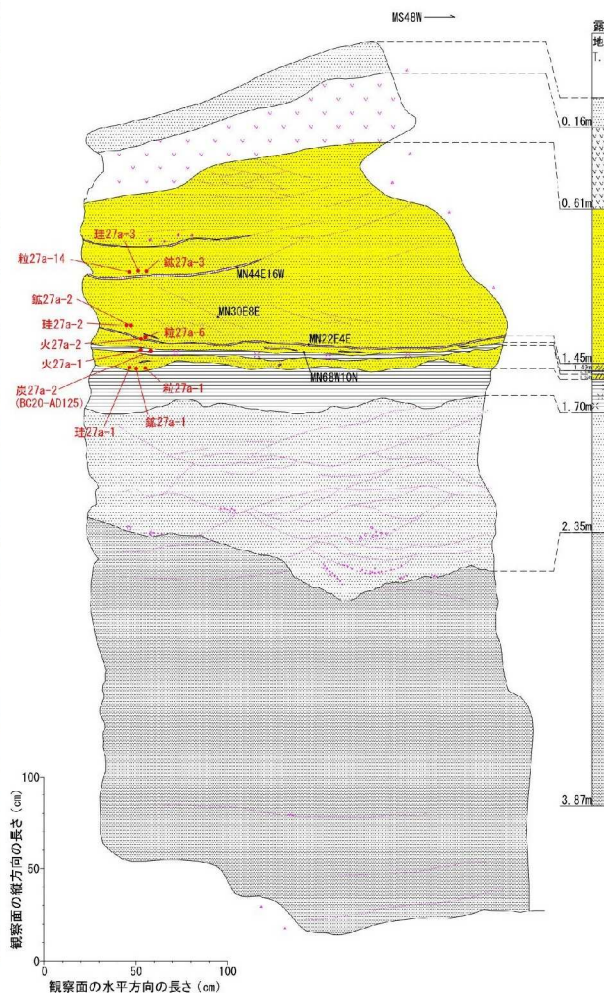 MS48W
露
地
T.
0.16m
0.61m
珪27a-3
粒27a-14
鉱27a-3
MN44E16W
鉱27a-2
MN30E8E
珪27a-2
粒27a-6
火27a-2
MN22E4E
火27a-1
1.45m
MN68W10N
炭27a-2
(BC20-AD125)
粒27a-1
1.70m
珪27a-1
鉱27a-1
2.35m
3.87m
100
50
0
観察面の縦方向の長さ(cm)
0
50
100
観察面の水平方向の長さ(cm)